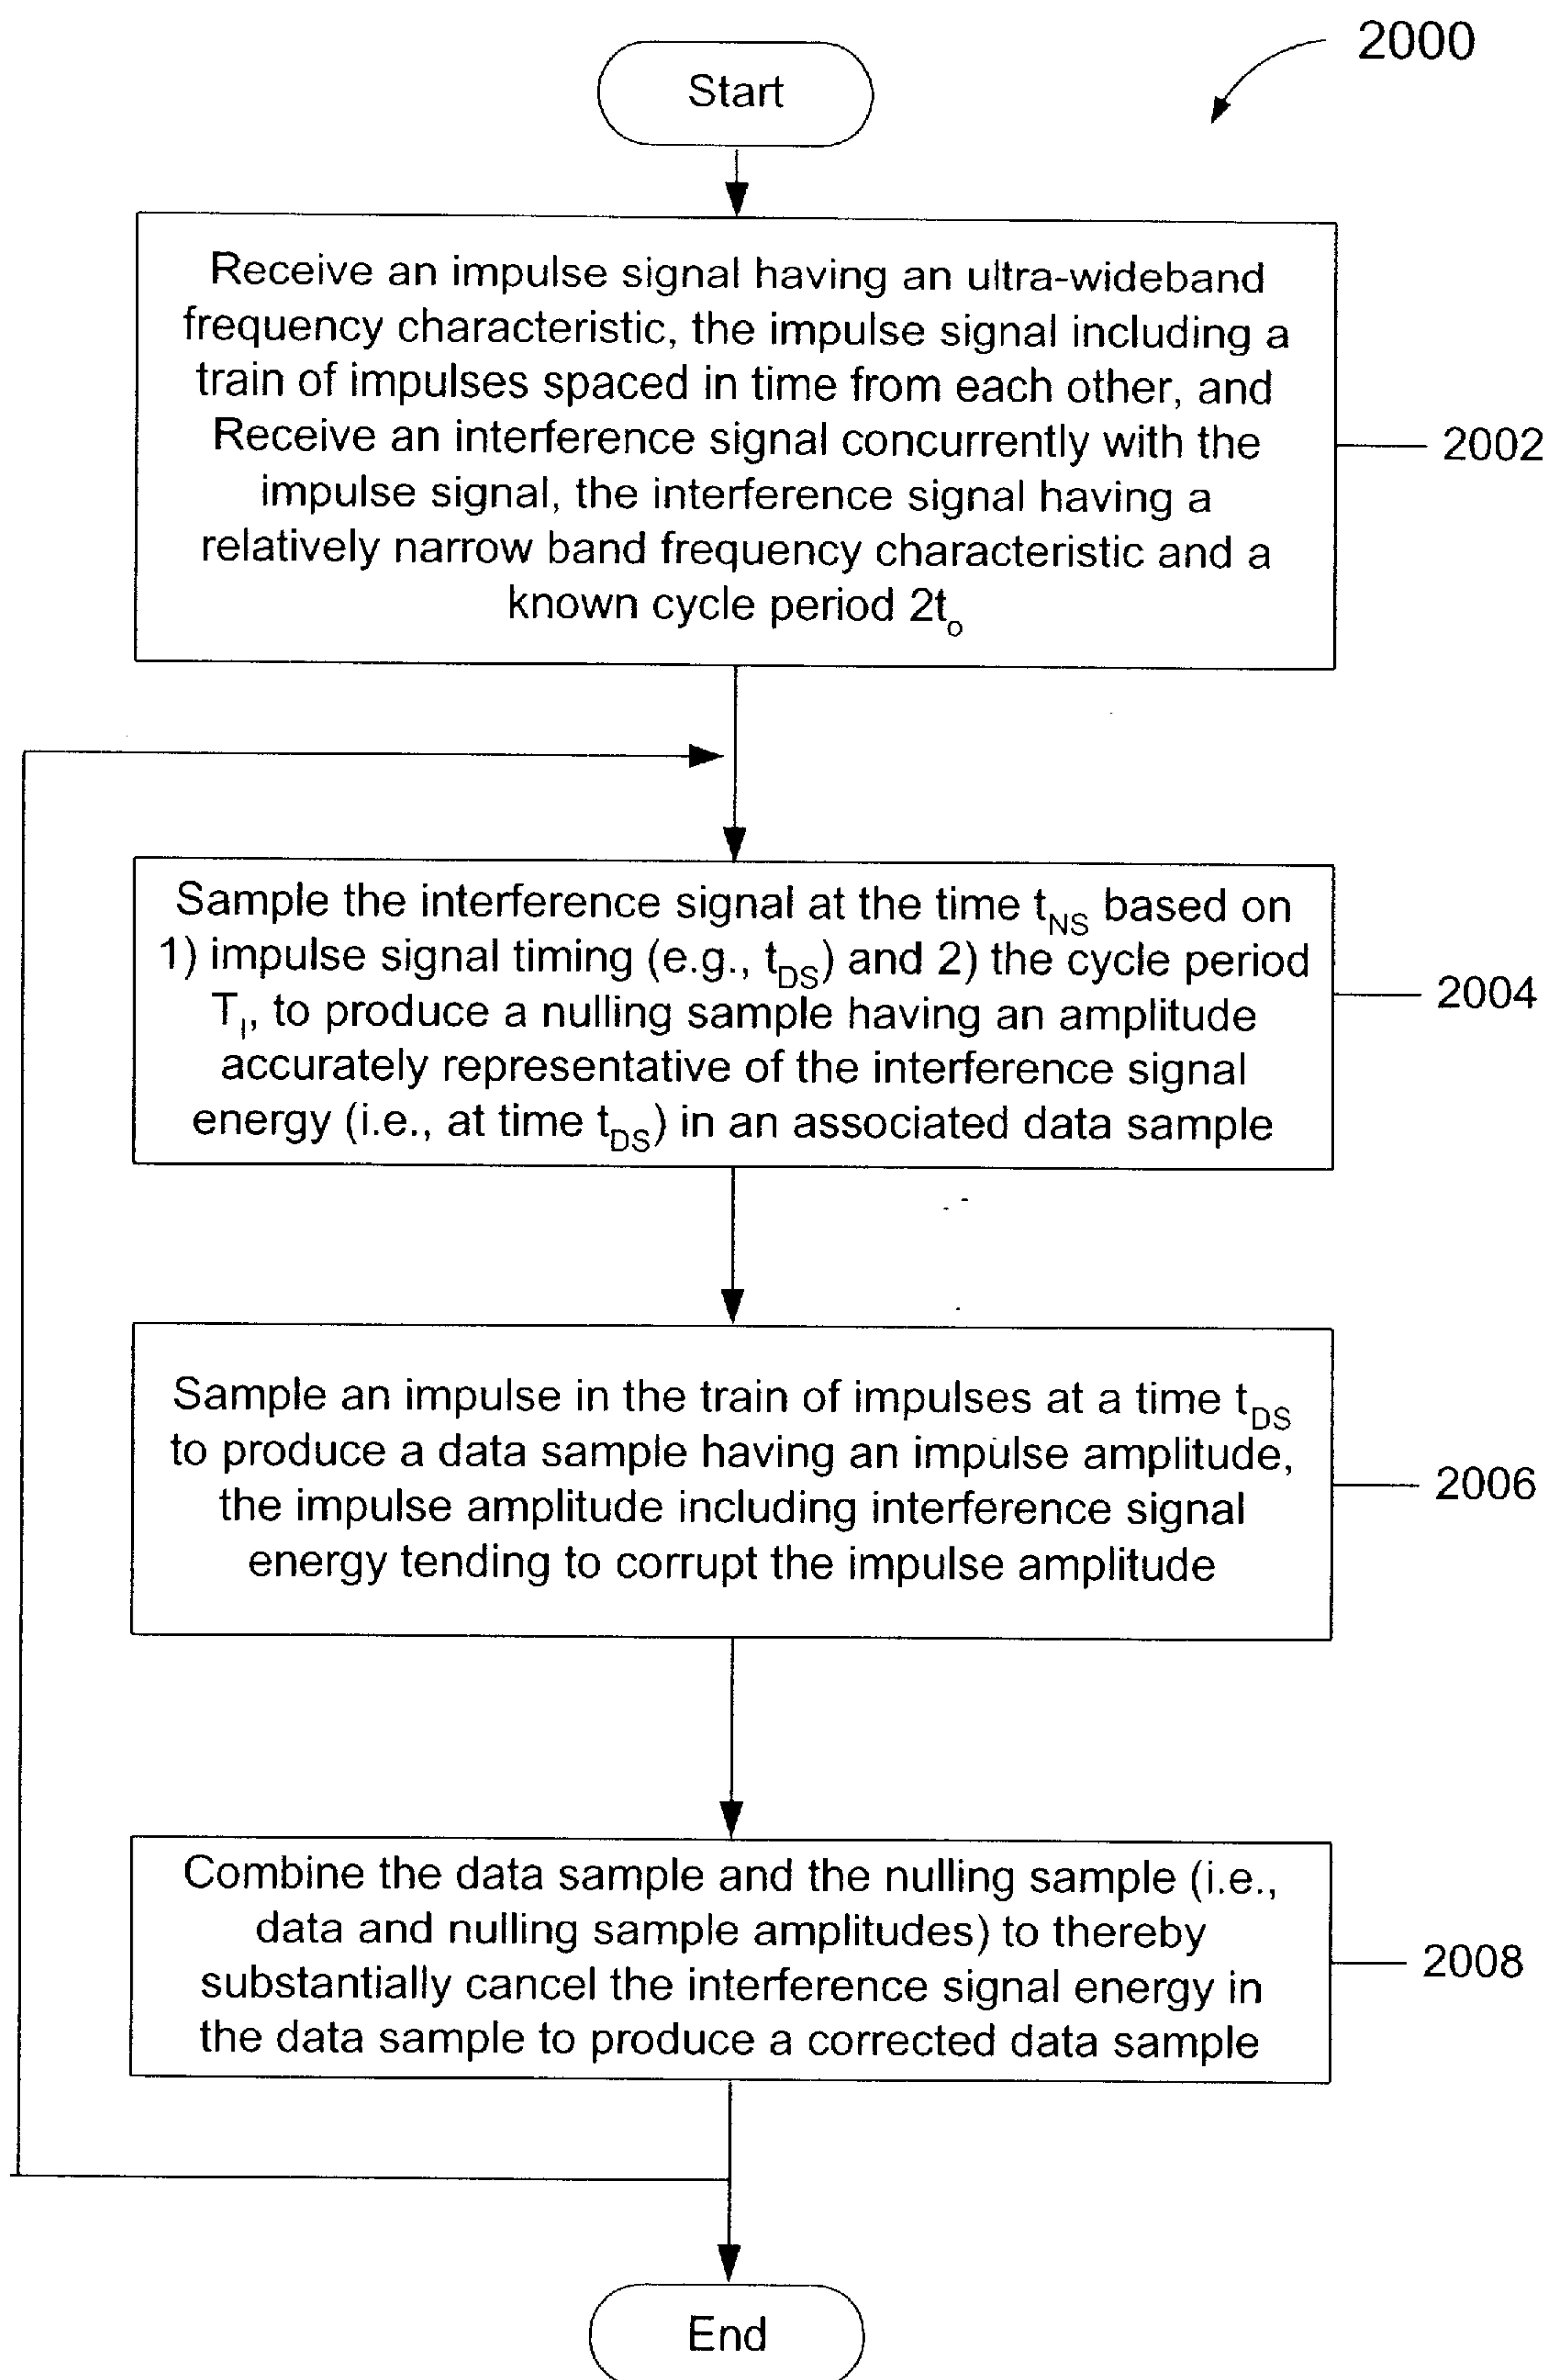 2000
Start
Receive an impulse signal having an ultra-wideband
frequency characteristic, the impulse signal including a
train of impulses spaced in time from each other, and
Receive an interference signal concurrently with the
impulse signal, the interference signal having a
relatively narrow band frequency characteristic and a
known cycle period 2to
2002
Sample the interference signal at the time tNS based on
1) impulse signal timing (e.g., tDS) and 2) the cycle period
TI, to produce a nulling sample having an amplitude
accurately representative of the interference signal
energy (i.e., at time tDS) in an associated data sample
2004
Sample an impulse in the train of impulses at a time tDS
to produce a data sample having an impulse amplitude,
the impulse amplitude including interference signal
energy tending to corrupt the impulse amplitude
2006
Combine the data sample and the nulling sample (i.e.,
data and nulling sample amplitudes) to thereby
substantially cancel the interference signal energy in
the data sample to produce a corrected data sample
2008
End